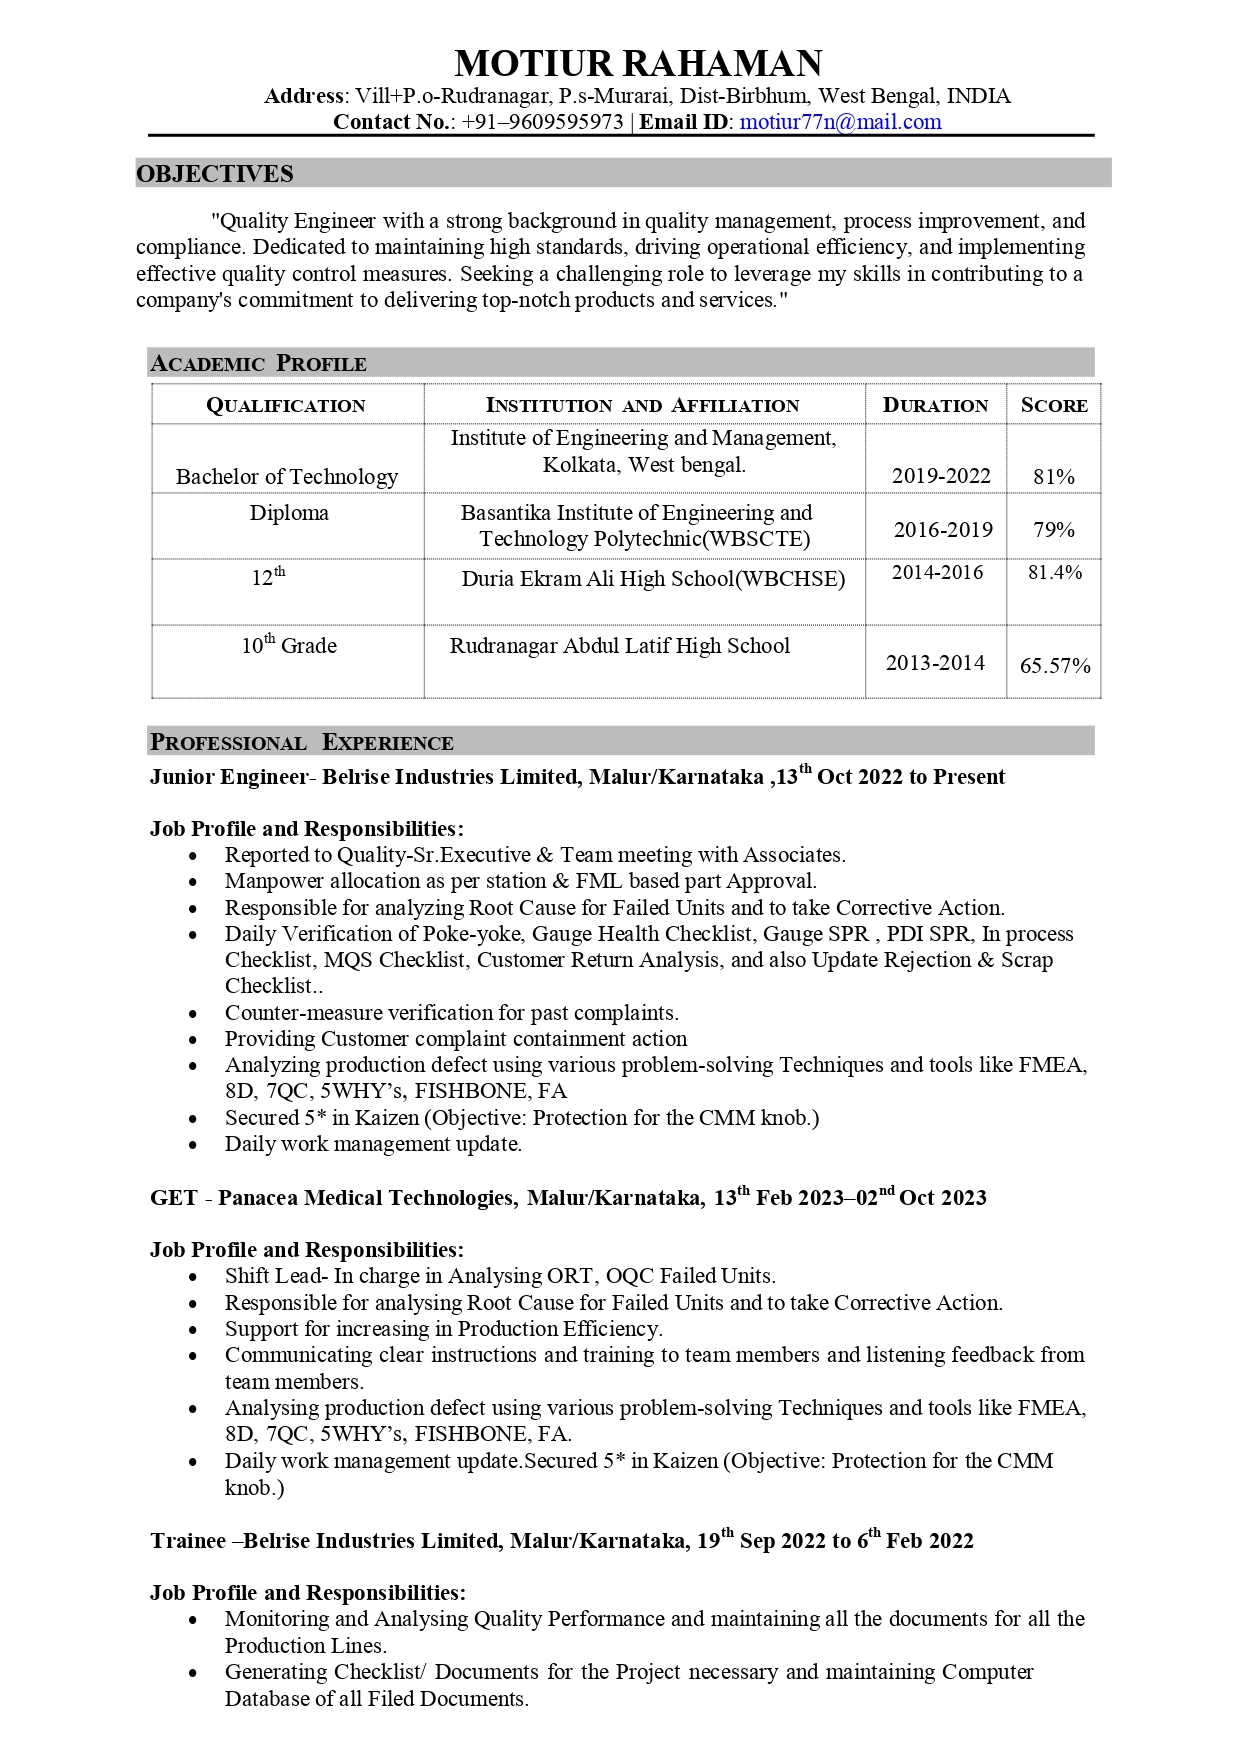 MOTIUR RAHAMAN
Address: Vill+P.o-Rudranagar, P.s-Murarai, Dist-Birbhum, West Bengal, INDIA
Contact No.: +91–9609595973 | Email ID: motiur77n@mail.com
OBJECTIVES
"Quality Engineer with a strong background in quality management, process improvement, and
compliance. Dedicated to maintaining high standards, driving operational efficiency, and implementing
effective quality control measures. Seeking a challenging role to leverage my skills in contributing to a
company's commitment to delivering top-notch products and services."
ACADEMIC PROFILE
QUALIFICATION INSTITUTION AND AFFILIATION DURATION SCORE
Institute of Engineering and Management,
Kolkata, West bengal.
Bachelor of Technology 2019-2022 81%
Diploma Basantika Institute of Engineering and
Technology Polytechnic(WBSCTE) 2016-2019 79%
12th Duria Ekram Ali High School(WBCHSE) 2014-2016 81.4%
10th Grade Rudranagar Abdul Latif High School 2013-2014 65.57%
PROFESSIONAL EXPERIENCE
Junior Engineer- Belrise Industries Limited, Malur/Karnataka ,13th Oct 2022 to Present
Job Profile and Responsibilities:
• Reported to Quality-Sr.Executive & Team meeting with Associates.
• Manpower allocation as per station & FML based part Approval.
• Responsible for analyzing Root Cause for Failed Units and to take Corrective Action.
• Daily Verification of Poke-yoke, Gauge Health Checklist, Gauge SPR , PDI SPR, In process
Checklist, MQS Checklist, Customer Return Analysis, and also Update Rejection & Scrap
Checklist..
• Counter-measure verification for past complaints.
• Providing Customer complaint containment action
• Analyzing production defect using various problem-solving Techniques and tools like FMEA,
8D, 7QC, 5WHY’s, FISHBONE, FA
• Secured 5* in Kaizen (Objective: Protection for the CMM knob.)
• Daily work management update.
GET - Panacea Medical Technologies, Malur/Karnataka, 13th Feb 2023–02nd Oct 2023
Job Profile and Responsibilities:
• Shift Lead- In charge in Analysing ORT, OQC Failed Units.
• Responsible for analysing Root Cause for Failed Units and to take Corrective Action.
• Support for increasing in Production Efficiency.
• Communicating clear instructions and training to team members and listening feedback from
team members.
• Analysing production defect using various problem-solving Techniques and tools like FMEA,
8D, 7QC, 5WHY’s, FISHBONE, FA.
• Daily work management update.Secured 5* in Kaizen (Objective: Protection for the CMM
knob.)
Trainee –Belrise Industries Limited, Malur/Karnataka, 19th Sep 2022 to 6th Feb 2022
Job Profile and Responsibilities:
• Monitoring and Analysing Quality Performance and maintaining all the documents for all the
Production Lines.
• Generating Checklist/ Documents for the Project necessary and maintaining Computer
Database of all Filed Documents.